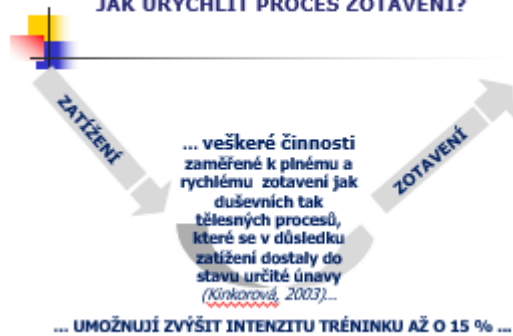 JAK URYCHLIT PROCES ZOTAVENÍ?
ZATÍŽENÍ
... veškeré činnosti
zaměřené k plnému a
rychlému zotavení jak
duševních tak
tělesných procesů,
které se v důsledku
zatížení dostaly do
stavu určité únavy
(Kinkorová, 2003)...
ZOTAVENÍ
... UMOŽNUJÍ ZVÝŠIT INTENZITU TRÉNINKU AŽ O 15 % ...